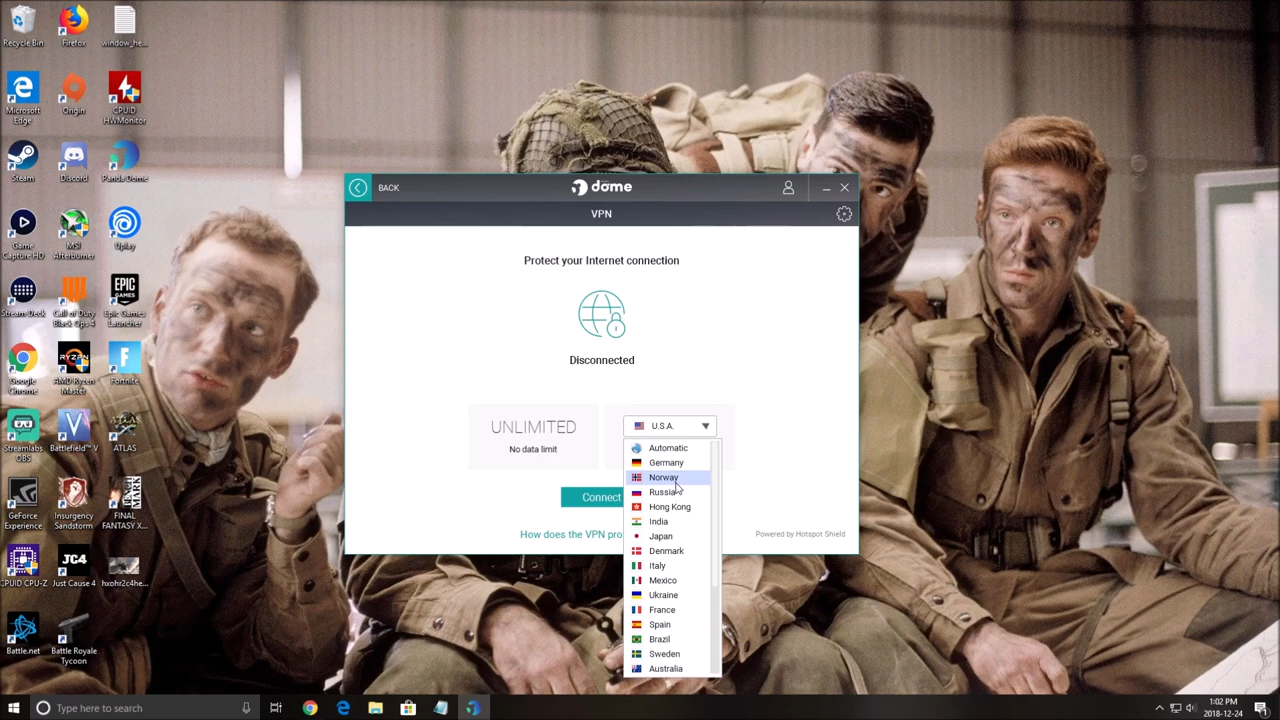 Recycle Bin
Firefox
window_he...
Microsoft
Edge
Origin
CPUID
HWMonitor
Steam
Discord
Panda Dome
Game
Capture HD
MSI
Afterburner
Uplay
Stream Deck
Call of Duty
Black Ops 4
EPIC
GAMES
Epic Games
Launcher
Google
Chrome
RYZEN
AMD Ryzen
Master
Fortnite
Streamlabs
OBS
Battlefield™ V
ATLAS
GeForce
Experience
Insurgency
Sandstorm
FINAL
FANTASY X...
CPUID CPU-Z
JC4
Just Cause 4
hxohr2c4he...
Battle.net
Battle Royale
Tycoon
BACK
dome
VPN
Protect your Internet connection
Disconnected
UNLIMITED
No data limit
U.S.A.
Automatic
Germany
Norway
Russia
Hong Kong
India
Japan
Denmark
Italy
Mexico
Ukraine
France
Spain
Brazil
Sweden
Australia
Connect
How does the VPN pro
Powered by Hotspot Shield
Type here to search
1:02 PM
2018-12-24